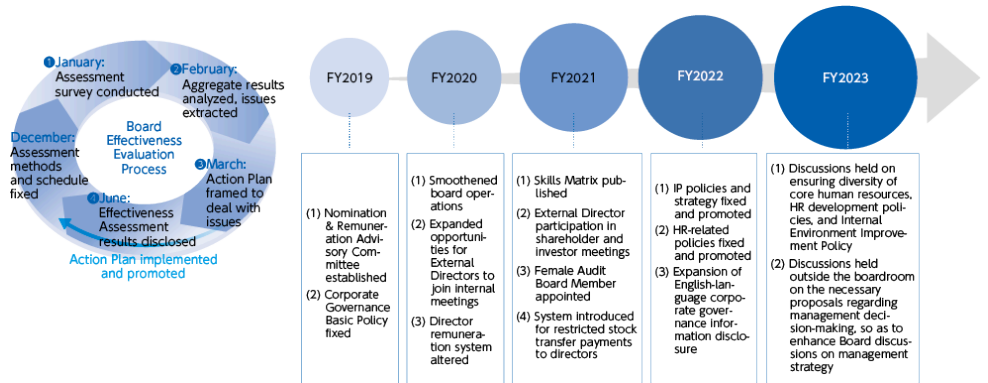 ❶January:
Assessment
survey conducted
❷February:
Aggregate results
analyzed, issues
extracted
❸March:
Action Plan
framed to
deal with
issues
❹June:
Effectiveness
Assessment
results disclosed
December:
Assessment
methods
and schedule
fixed
Board
Effectiveness
Evaluation
Process
Action Plan implemented
and promoted
FY2019
(1) Nomination
& Remuner-
ation Advi-
sory Com-
mittee
established
(2) Corporate
Governance
Basic Policy
fixed
FY2020
(1) Smoothened
board oper-
ations
(2) Expanded
opportuni-
ties for
External
Directors to
join internal
meetings
(3) Director
remunera-
tion system
altered
FY2021
(1) Skills Matrix pub-
lished
(2) External Director
participation in
shareholder and
investor meetings
(3) Female Audit
Board Member
appointed
(4) System introduced
for restricted stock
transfer payments
to directors
FY2022
(1) IP policies and
strategy fixed and
promoted
(2) HR-related
policies fixed
and promoted
(3) Expansion of
English-lan-
guage corpo-
rate gover-
nance infor-
mation disclo-
sure
FY2023
(1) Discussions held on
ensuring diversity of
core human resources,
HR development poli-
cies, and Internal
Environment Improve-
ment Policy
(2) Discussions held
outside the boardroom
on the necessary
proposals regarding
management deci-
sion-making, so as to
enhance Board discus-
sions on management
strategy